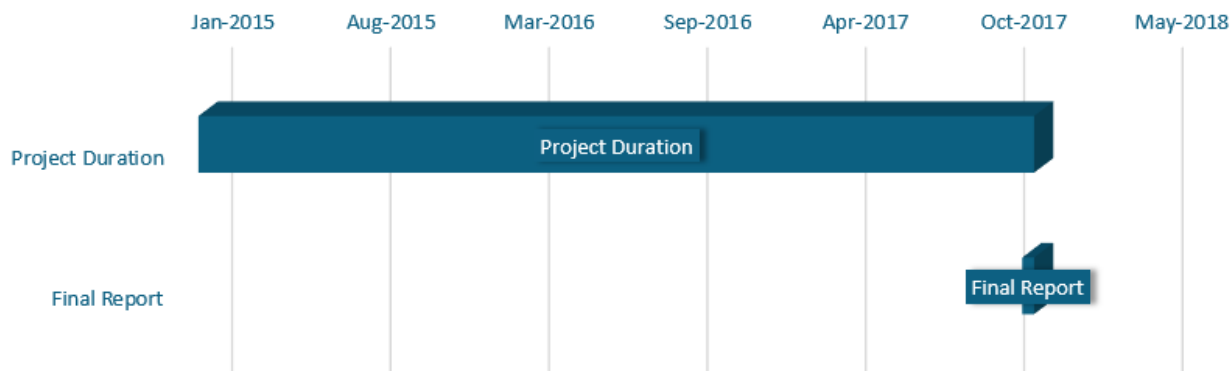 Jan-2015 Aug-2015 Mar-2016 Sep-2016 Apr-2017 Oct-2017 May-2018
Project Duration
Project Duration
Final Report
Final Report